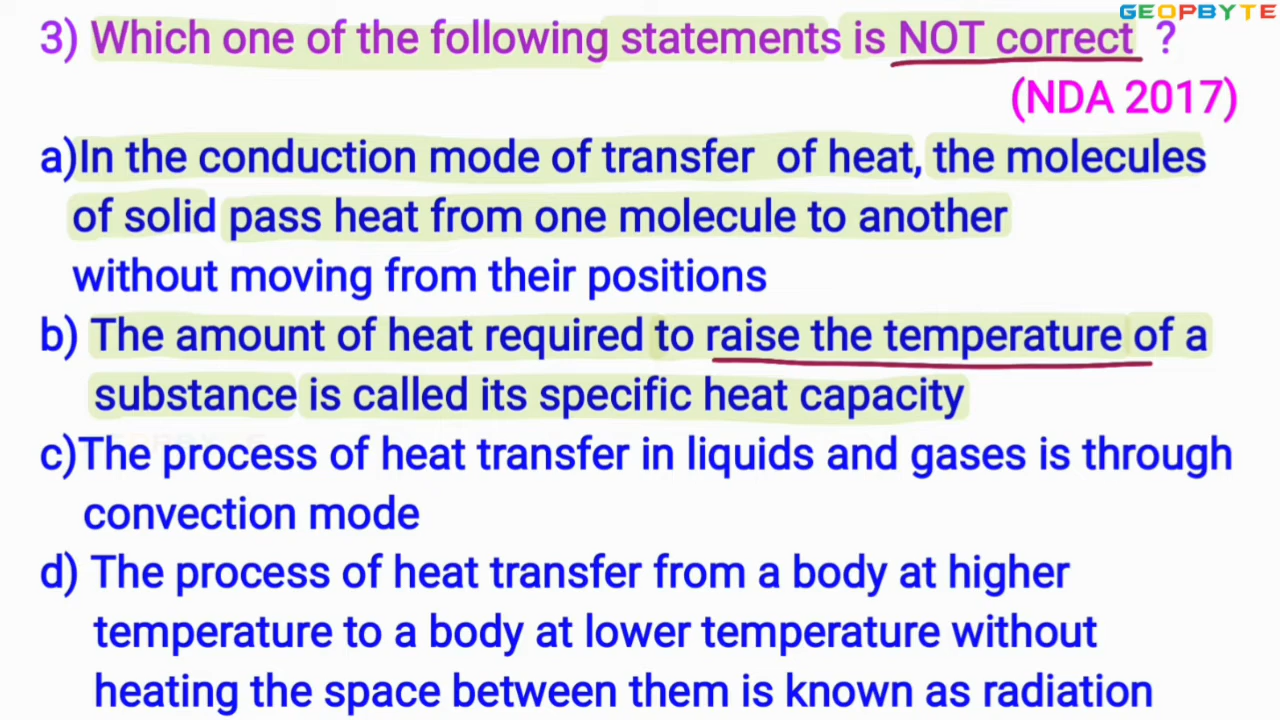 GEOPBYTE
3) Which one of the following statements is NOT correct ?
(NDA 2017)
a)In the conduction mode of transfer of heat, the molecules
of solid pass heat from one molecule to another
without moving from their positions
b) The amount of heat required to raise the temperature of a
substance is called its specific heat capacity
c)The process of heat transfer in liquids and gases is through
convection mode
d) The process of heat transfer from a body at higher
temperature to a body at lower temperature without
heating the space between them is known as radiation